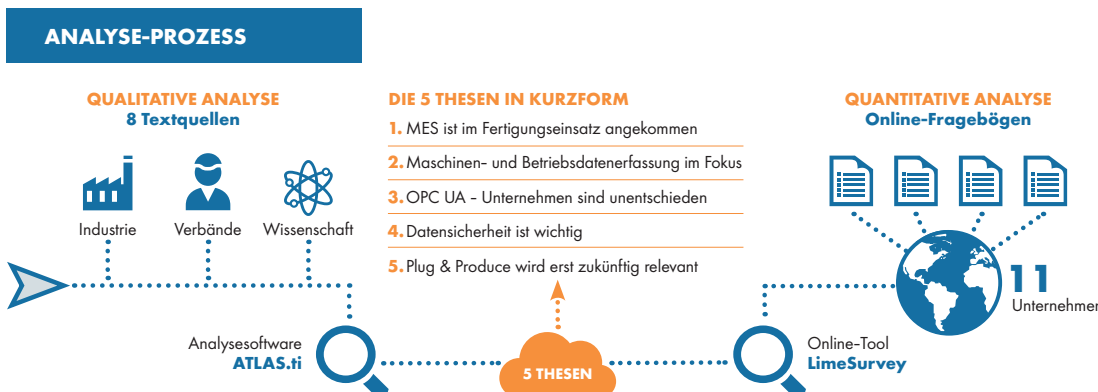 ANALYSE-PROZESS
QUALITATIVE ANALYSE
8 Textquellen
Industrie
Verbände
Wissenschaft
Analysesoftware
ATLAS.ti
DIE 5 THESEN IN KURZFORM
1. MES ist im Fertigungseinsatz angekommen
2. Maschinen- und Betriebsdatenerfassung im Fokus
3. OPC UA – Unternehmen sind unentschieden
4. Datensicherheit ist wichtig
5. Plug & Produce wird erst zukünftig relevant
5 THESEN
QUANTITATIVE ANALYSE
Online-Fragebögen
11
Unternehmen
Online-Tool
LimeSurvey